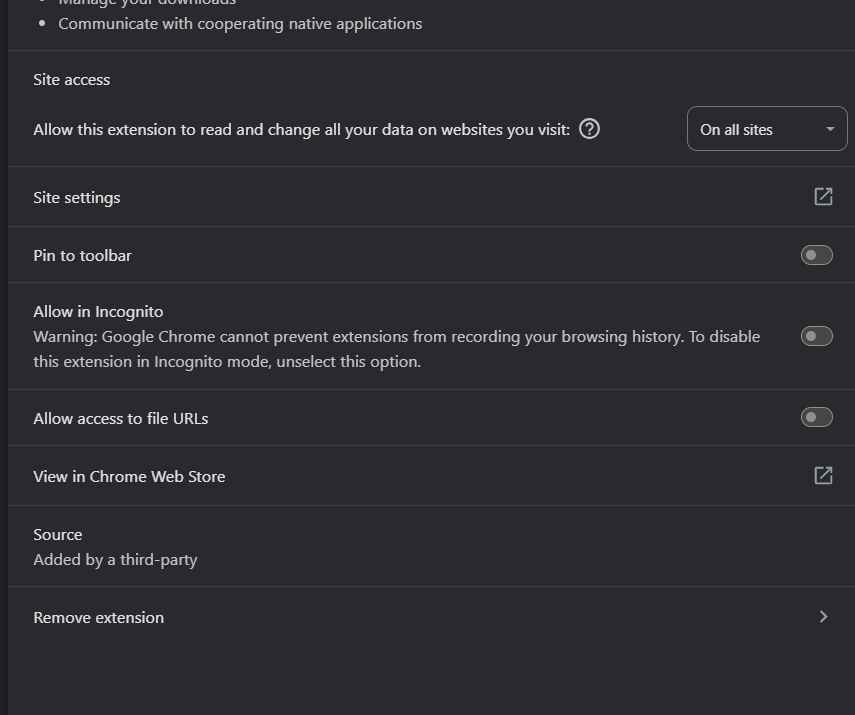 Manage your downloads
Communicate with cooperating native applications
Site access
Allow this extension to read and change all your data on websites you visit:
On all sites
Site settings
Pin to toolbar
Allow in Incognito
Warning: Google Chrome cannot prevent extensions from recording your browsing history. To disable
this extension in Incognito mode, unselect this option.
Allow access to file URLs
View in Chrome Web Store
Source
Added by a third-party
Remove extension